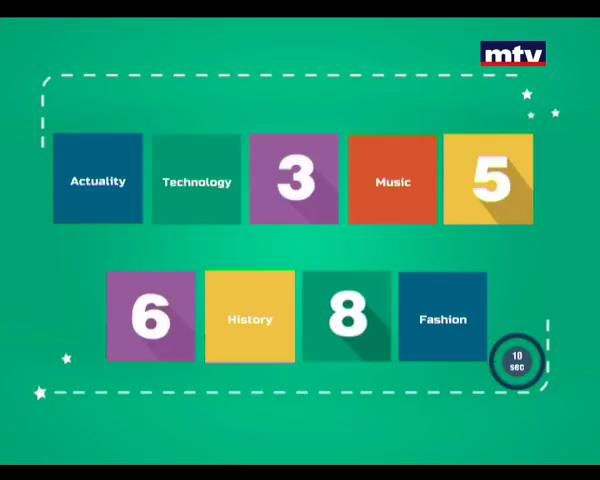 mtv
Actuality
Technology
3
Music
5
6
History
8
Fashion
10
sec